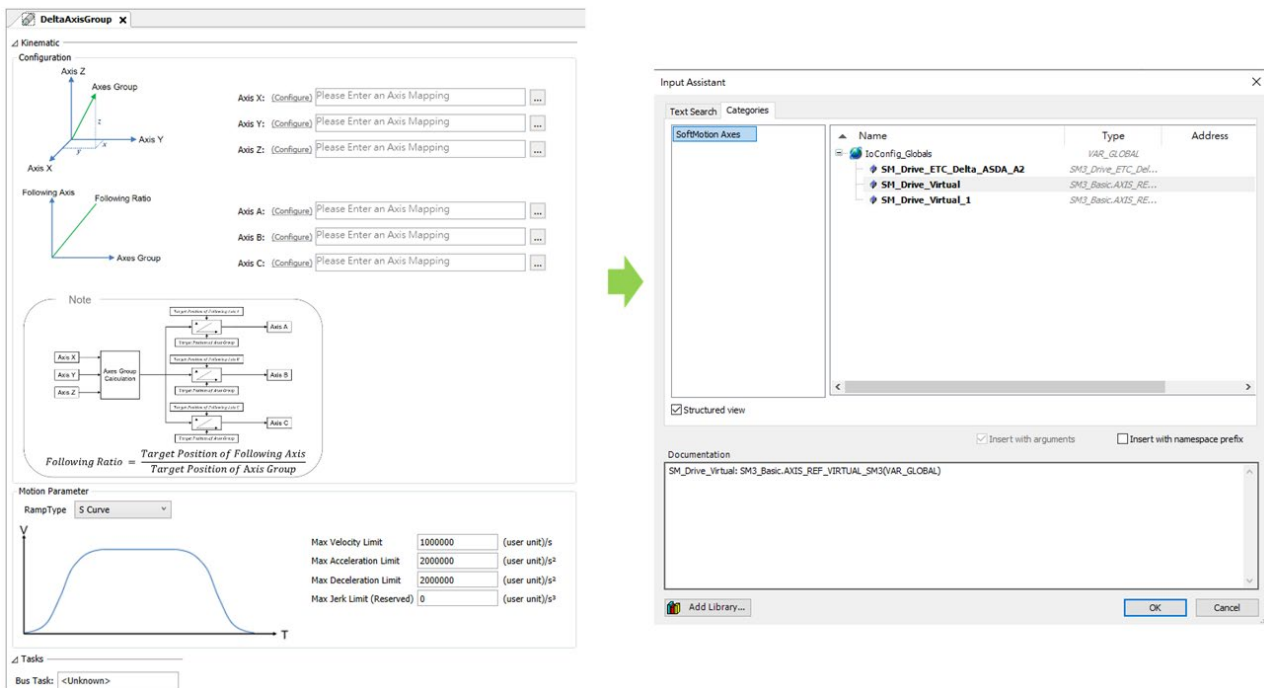 DeltaAxisGroup X
Kinematic
Configuration
Axis Z
Axes Group
z
Axis Y
x
y
Axis X
Axis X: (Configure) Please Enter an Axis Mapping ...
Axis Y: (Configure) Please Enter an Axis Mapping ...
Axis Z: (Configure) Please Enter an Axis Mapping ...
Following Axis
Following Ratio
Axes Group
Axis A: (Configure) Please Enter an Axis Mapping ...
Axis B: (Configure) Please Enter an Axis Mapping ...
Axis C: (Configure) Please Enter an Axis Mapping ...
Note
Axis A
Axis X
Axis Y
Axis Z
Axes Group
Calculation
Axis B
Axis C
Following Ratio = Target Position of Following Axis
Target Position of Axis Group
Motion Parameter
RampType S Curve
V
T
Max Velocity Limit 1000000 (user unit)/s
Max Acceleration Limit 2000000 (user unit)/s²
Max Deceleration Limit 2000000 (user unit)/s²
Max Jerk Limit (Reserved) 0 (user unit)/s³
Tasks
Bus Task: <Unknown>
Input Assistant
Text Search Categories
SoftMotion Axes
Name Type Address
IoConfig_Globals VAR_GLOBAL
SM_Drive_ETC_Delta_ASDA_A2 SM3_Drive_ETC_Del...
SM_Drive_Virtual SM3_Basic.AXIS_RE...
SM_Drive_Virtual_1 SM3_Basic.AXIS_RE...
Structured view
Insert with arguments Insert with namespace prefix
Documentation
SM_Drive_Virtual: SM3_Basic.AXIS_REF_VIRTUAL_SM3(VAR_GLOBAL)
Add Library...
OK Cancel